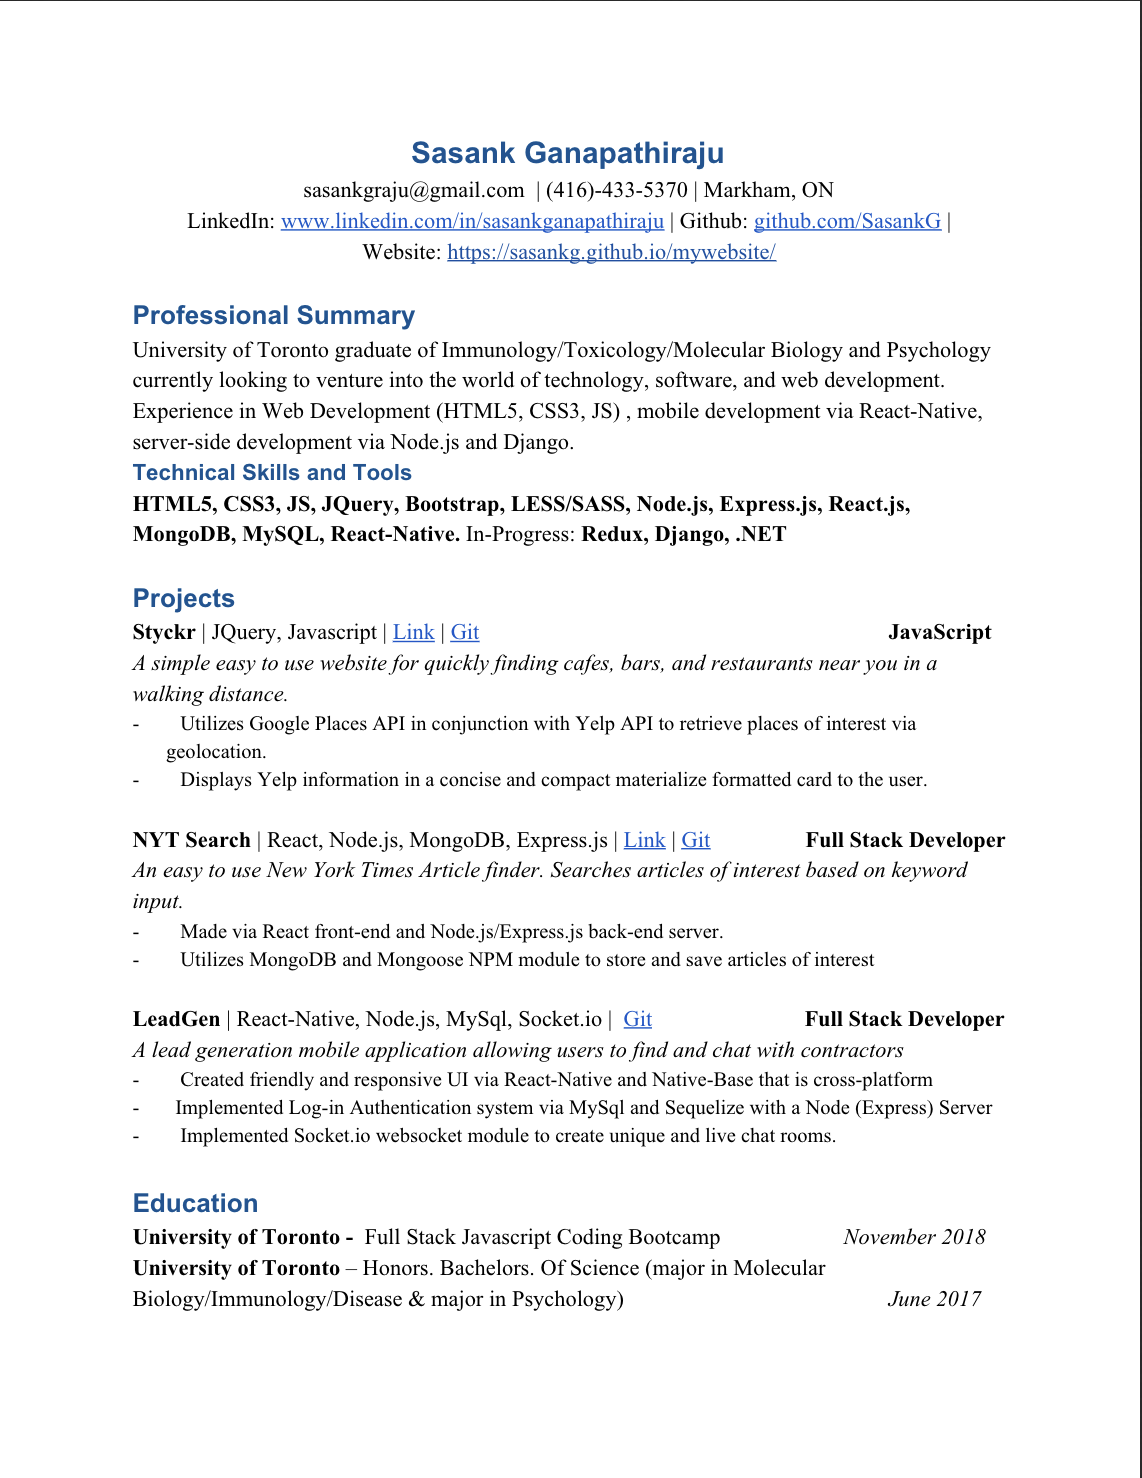 Sasank Ganapathiraju
sasankgraju@gmail.com | (416)-433-5370 | Markham, ON
LinkedIn: www.linkedin.com/in/sasankganapathiraju | Github: github.com/SasankG |
Website: https://sasankg.github.io/mywebsite/
Professional Summary
University of Toronto graduate of Immunology/Toxicology/Molecular Biology and Psychology
currently looking to venture into the world of technology, software, and web development.
Experience in Web Development (HTML5, CSS3, JS) , mobile development via React-Native,
server-side development via Node.js and Django.
Technical Skills and Tools
HTML5, CSS3, JS, JQuery, Bootstrap, LESS/SASS, Node.js, Express.js, React.js,
MongoDB, MySQL, React-Native. In-Progress: Redux, Django, .NET
Projects
Styckr | JQuery, Javascript | Link | Git JavaScript
A simple easy to use website for quickly finding cafes, bars, and restaurants near you in a
walking distance.
- Utilizes Google Places API in conjunction with Yelp API to retrieve places of interest via
geolocation.
- Displays Yelp information in a concise and compact materialize formatted card to the user.
NYT Search | React, Node.js, MongoDB, Express.js | Link | Git Full Stack Developer
An easy to use New York Times Article finder. Searches articles of interest based on keyword
input.
- Made via React front-end and Node.js/Express.js back-end server.
- Utilizes MongoDB and Mongoose NPM module to store and save articles of interest
LeadGen | React-Native, Node.js, MySql, Socket.io | Git Full Stack Developer
A lead generation mobile application allowing users to find and chat with contractors
- Created friendly and responsive UI via React-Native and Native-Base that is cross-platform
- Implemented Log-in Authentication system via MySql and Sequelize with a Node (Express) Server
- Implemented Socket.io websocket module to create unique and live chat rooms.
Education
University of Toronto - Full Stack Javascript Coding Bootcamp November 2018
University of Toronto – Honors. Bachelors. Of Science (major in Molecular
Biology/Immunology/Disease & major in Psychology) June 2017